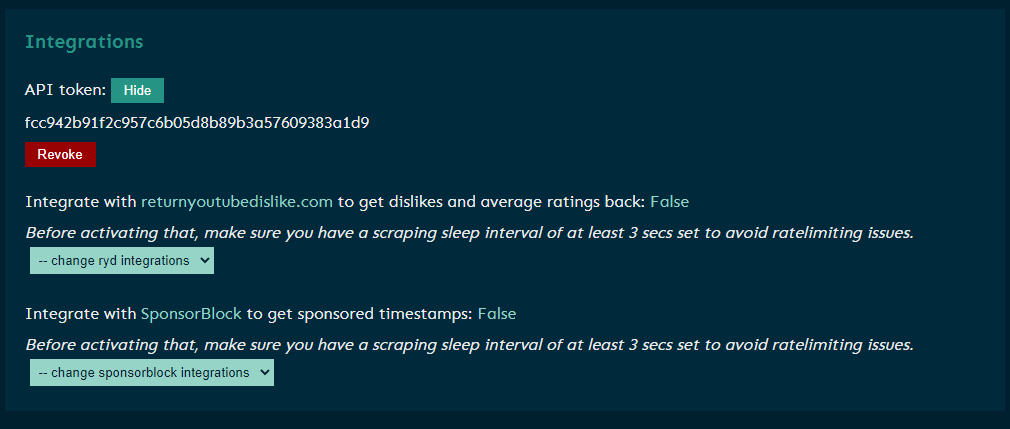 Integrations
API token: Hide
fcc942b91f2c957c6b05d8b89b3a57609383a1d9
Revoke
Integrate with returnyoutubedislike.com to get dislikes and average ratings back: False
Before activating that, make sure you have a scraping sleep interval of at least 3 secs set to avoid ratelimiting issues.
-- change ryd integrations
Integrate with SponsorBlock to get sponsored timestamps: False
Before activating that, make sure you have a scraping sleep interval of at least 3 secs set to avoid ratelimiting issues.
-- change sponsorblock integrations